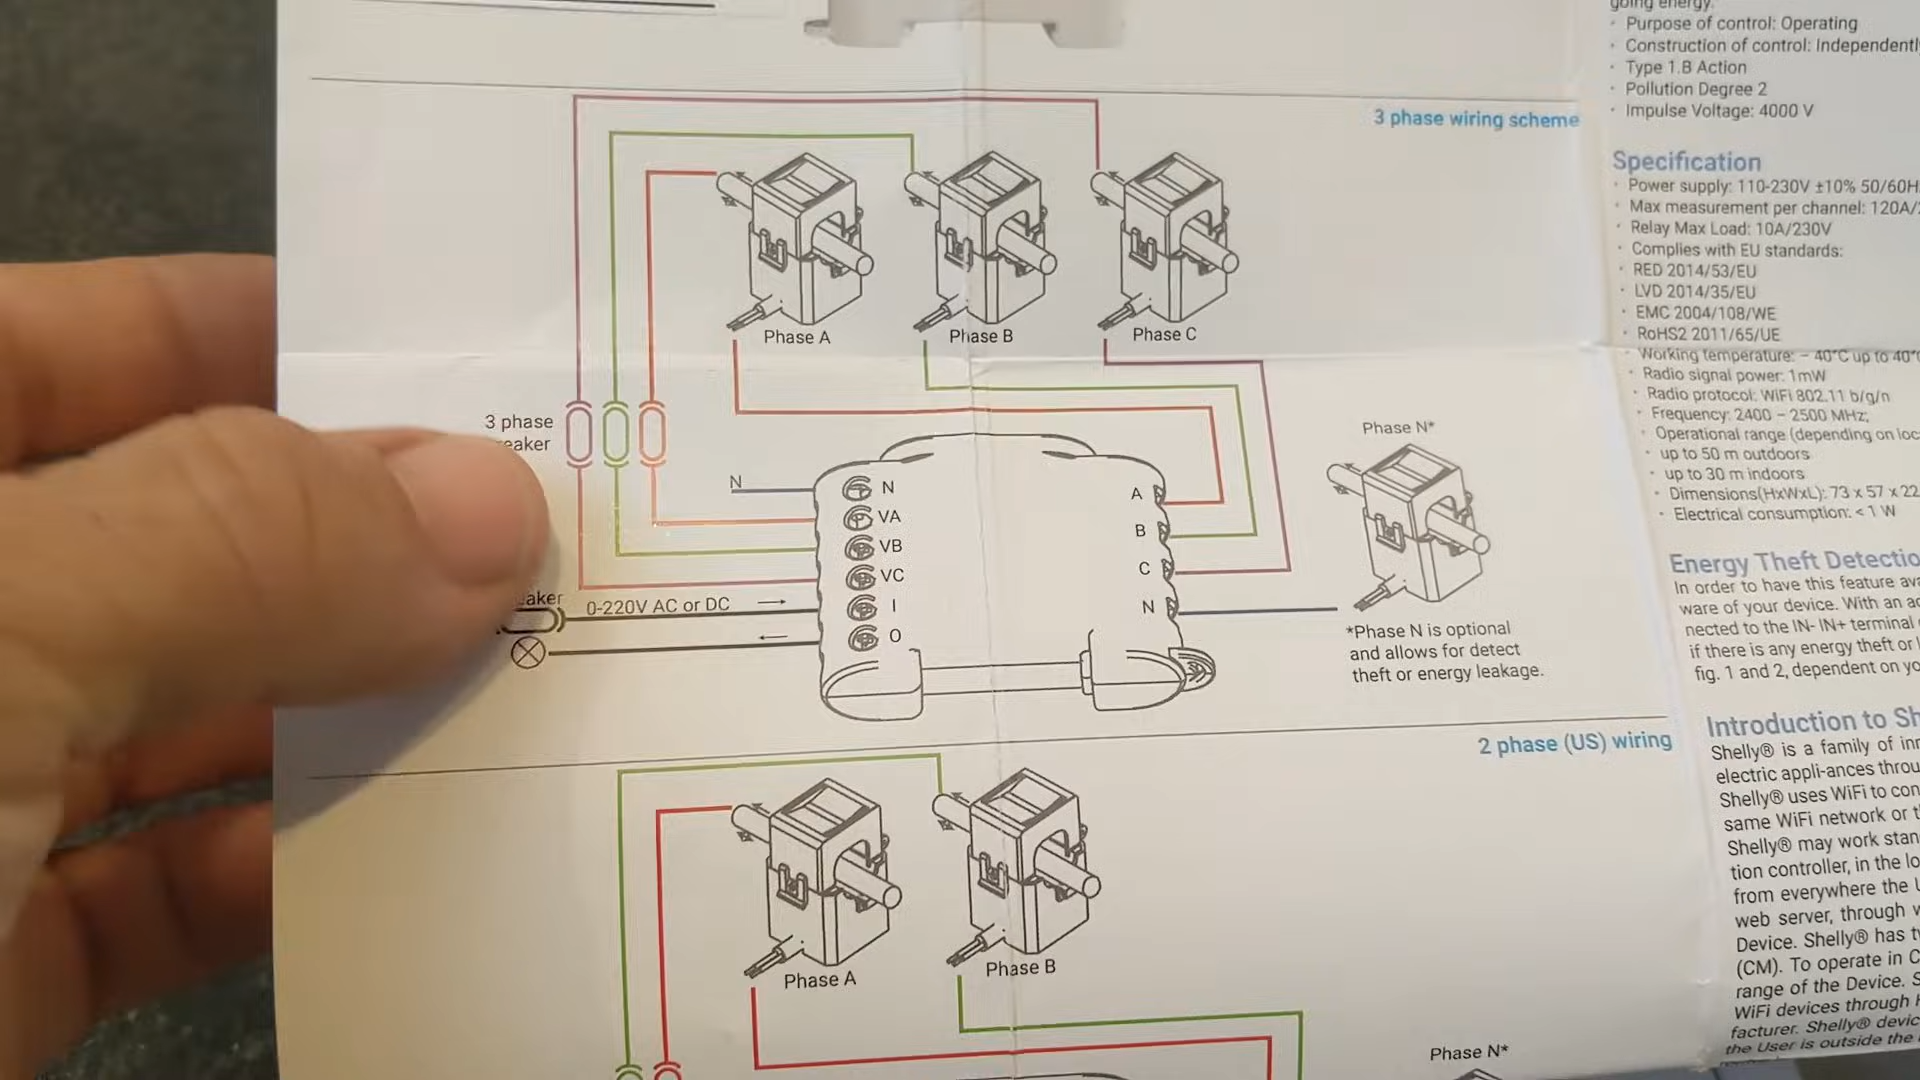 3 phase wiring scheme
Phase A
Phase B
Phase C
3 phase
eaker
N
N
VA
VB
VC
I
O
A
B
C
N
Phase N*
aker
0-220V AC or DC
*Phase N is optional
and allows for detect
theft or energy leakage.
2 phase (US) wiring
Phase A
Phase B
Phase N*
going energy.
· Purpose of control: Operating
· Construction of control: Independently
· Type 1.B Action
· Pollution Degree 2
· Impulse Voltage: 4000 V
Specification
· Power supply: 110-230V ±10% 50/60H
· Max measurement per channel: 120A/
· Relay Max Load: 10A/230V
· Complies with EU standards:
· RED 2014/53/EU
· LVD 2014/35/EU
· EMC 2004/108/WE
· RoHS2 2011/65/UE
· Working temperature: – 40°C up to 40°
· Radio signal power: 1mW
· Radio protocol: WiFi 802.11 b/g/n
· Frequency: 2400 – 2500 MHz;
· Operational range (depending on loc
· up to 50 m outdoors
· up to 30 m indoors
· Dimensions(HxWxL): 73 x 57 x 22
· Electrical consumption: < 1 W
Energy Theft Detectio
In order to have this feature ava
ware of your device. With an a
nected to the IN- IN+ terminal
if there is any energy theft or
fig. 1 and 2, dependent on yo
Introduction to Sh
Shelly® is a family of inn
electric appli-ances throu
Shelly® uses WiFi to con
same WiFi network or t
Shelly® may work stan
tion controller, in the lo
from everywhere the
web server, through
Device. Shelly® has t
(CM). To operate in C
range of the Device. S
WiFi devices through
facturer. Shelly® devic
the User is outside the